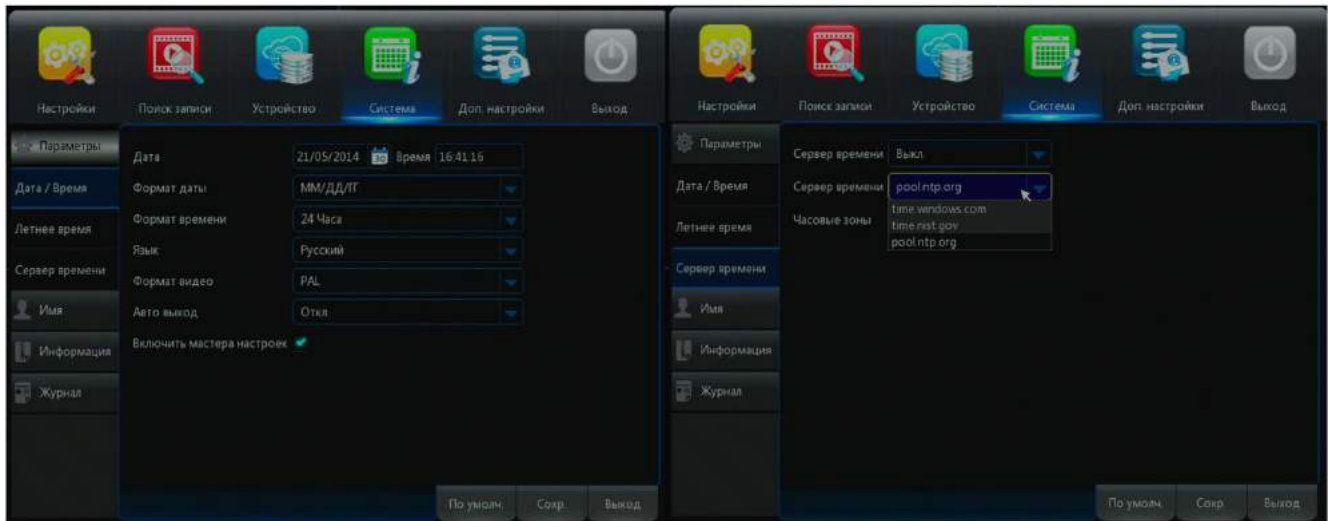 Настройки
Поиск записи
Устройство
Система
Доп. настройки
Выход
Параметры
Дата / Время
Летнее время
Сервер времени
Имя
Информация
Журнал
Дата 21/05/2014 30 Время 16:41:16
Формат даты ММ/ДД/ГГ
Формат времени 24 Часа
Язык Русский
Формат видео PAL
Авто выход Откл
Включить мастера настроек
По умолч. Сохр. Выход
Настройки
Поиск записи
Устройство
Система
Доп. настройки
Выход
Параметры
Дата / Время
Летнее время
Сервер времени
Имя
Информация
Журнал
Сервер времени Выкл.
Сервер времени pool.ntp.org
time.windows.com
time.nist.gov
pool.ntp.org
Часовые зоны
По умолч. Сохр. Выход